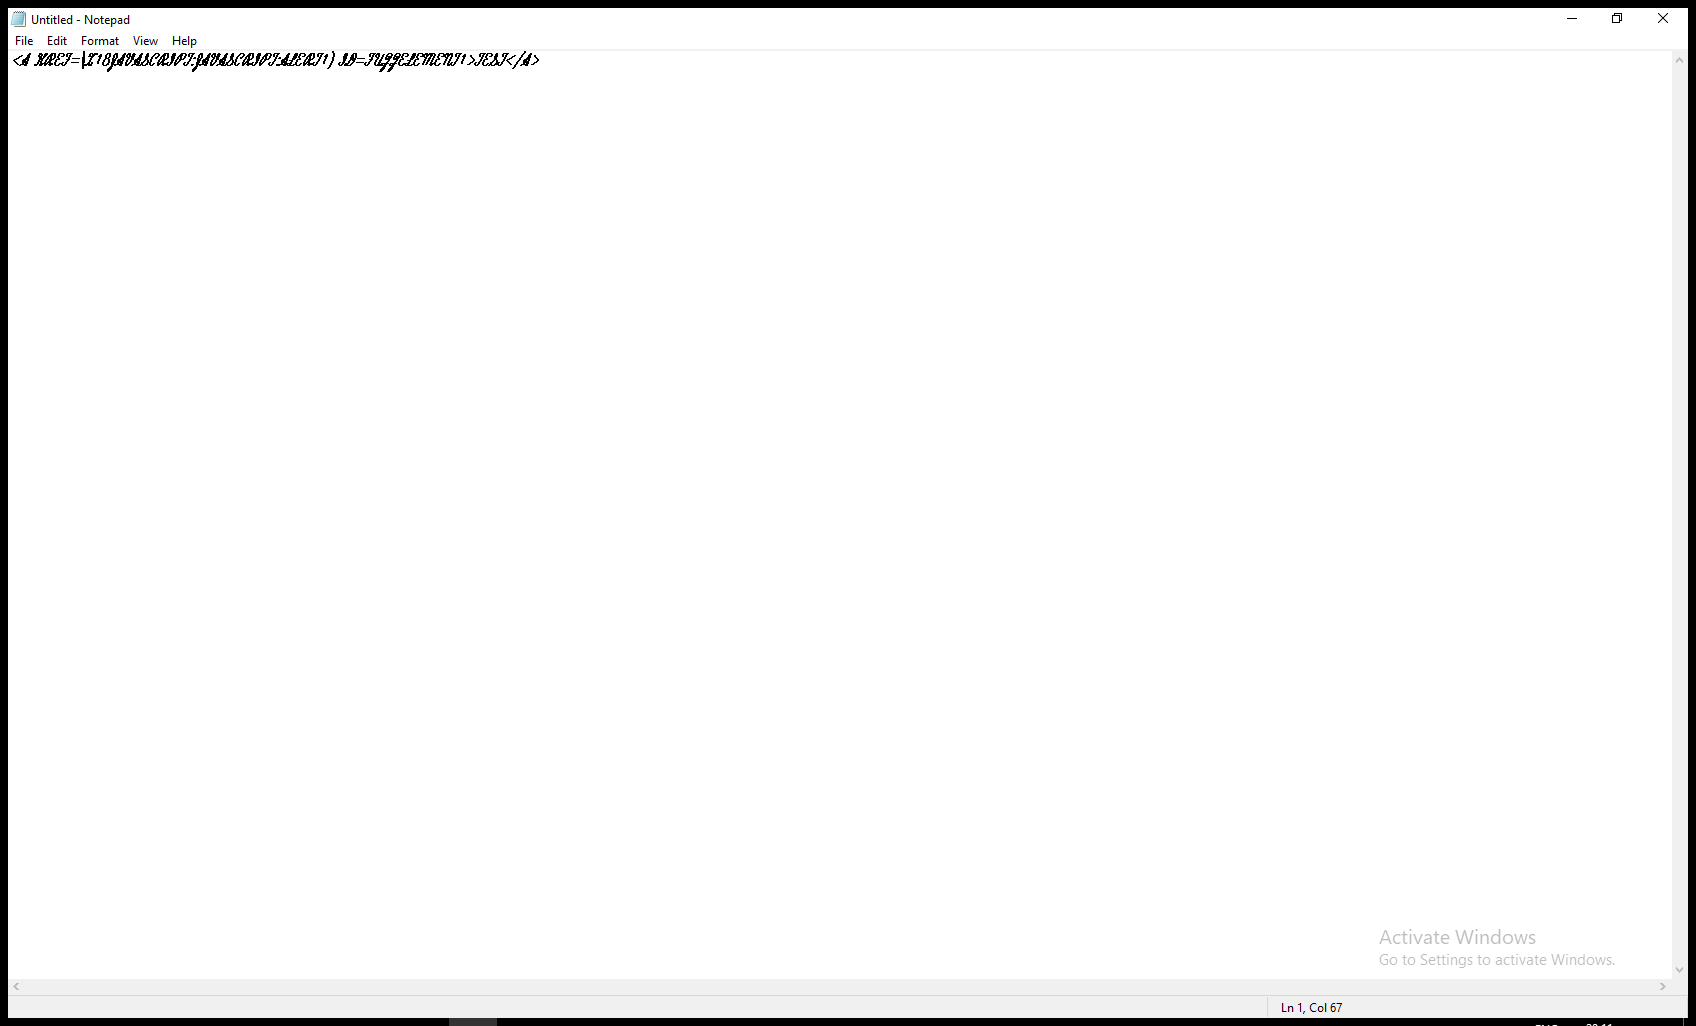 Untitled - Notepad
File Edit Format View Help
<A HREF=\X18JAVASCRIPT:JAVASCRIPT:ALERT1) ID=FUZZELEMENT1>TEST</A>
Activate Windows
Go to Settings to activate Windows.
Ln 1, Col 67